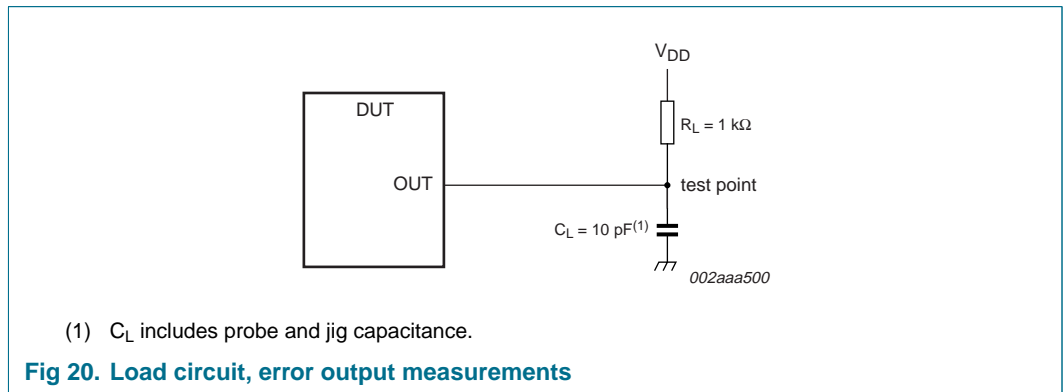 V_DD
DUT
R_L = 1 kΩ
OUT
test point
C_L = 10 pF(1)
002aaa500
(1) C_L includes probe and jig capacitance.
Fig 20. Load circuit, error output measurements